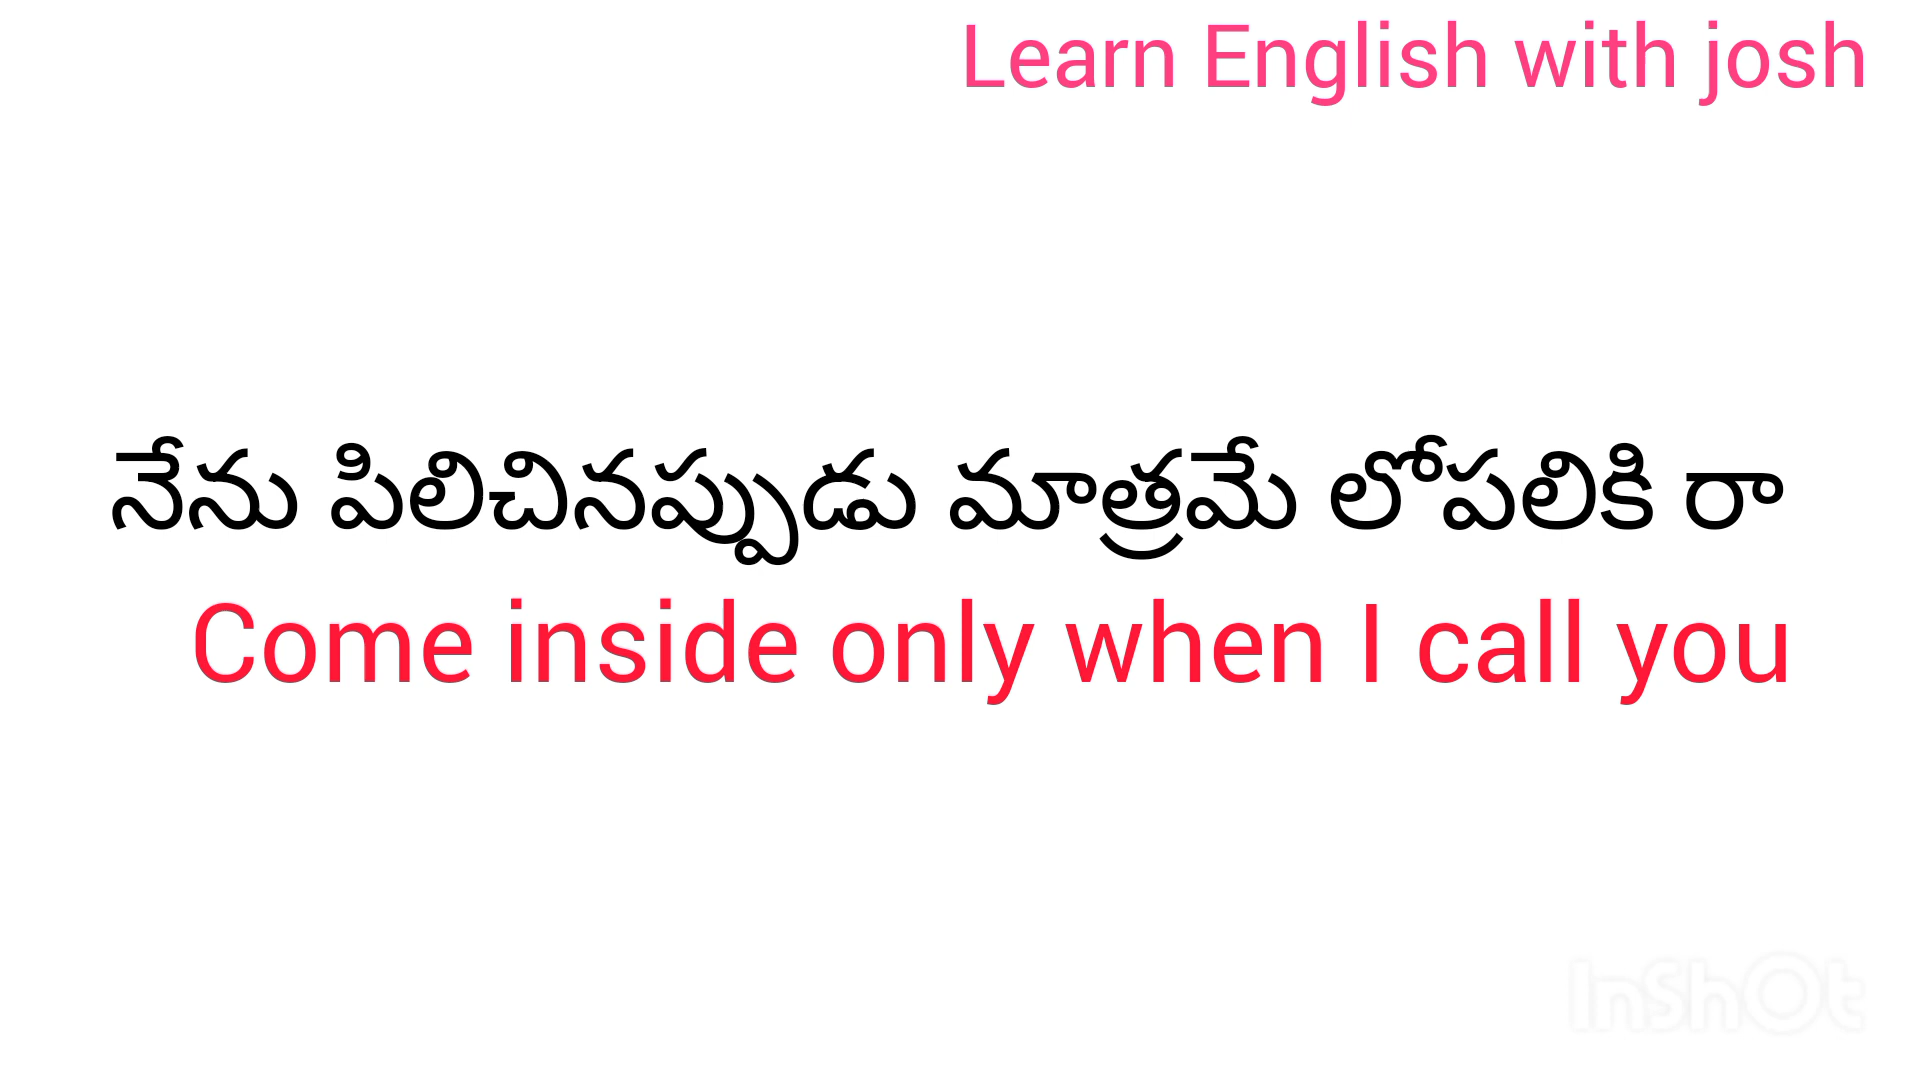 Learn English with josh
నేను పిలిచినప్పుడు మాత్రమే లోపలికి రా
Come inside only when I call you
InShOt